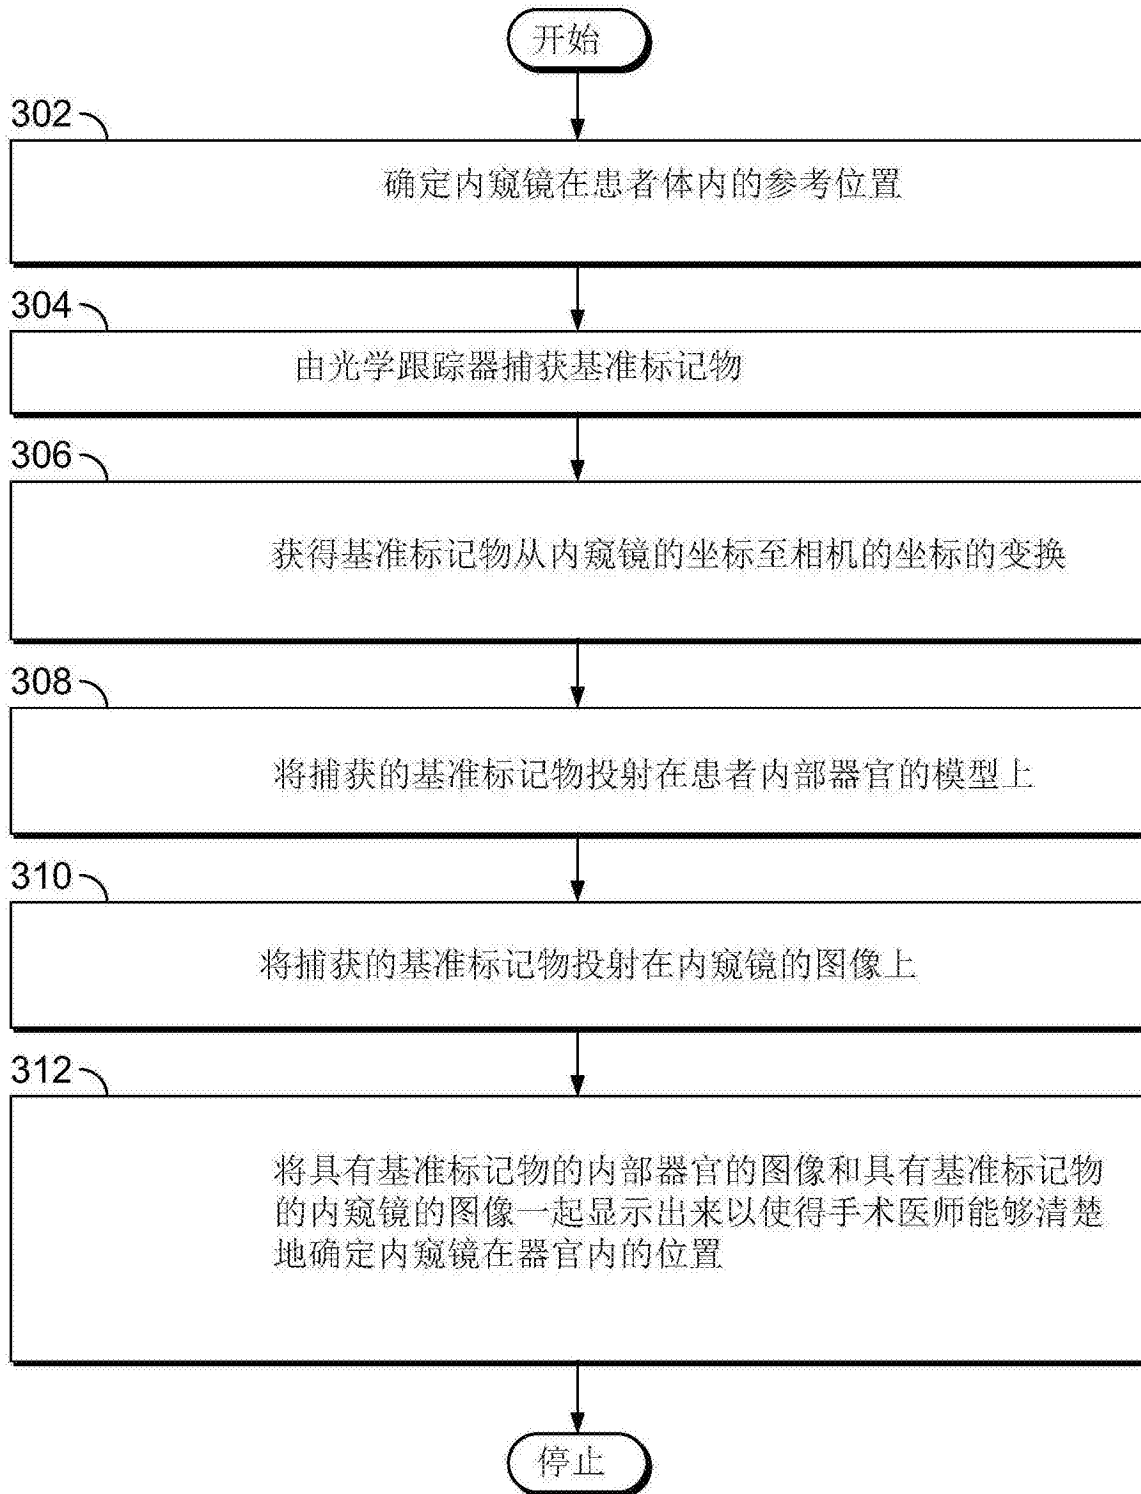 开始
302
确定内窥镜在患者体内的参考位置
304
由光学跟踪器捕获基准标记物
306
获得基准标记物从内窥镜的坐标至相机的坐标的变换
308
将捕获的基准标记物投射在患者内部器官的模型上
310
将捕获的基准标记物投射在内窥镜的图像上
312
将具有基准标记物的内部器官的图像和具有基准标记物
的内窥镜的图像一起显示出来以使得手术医师能够清楚
地确定内窥镜在器官内的位置
停止